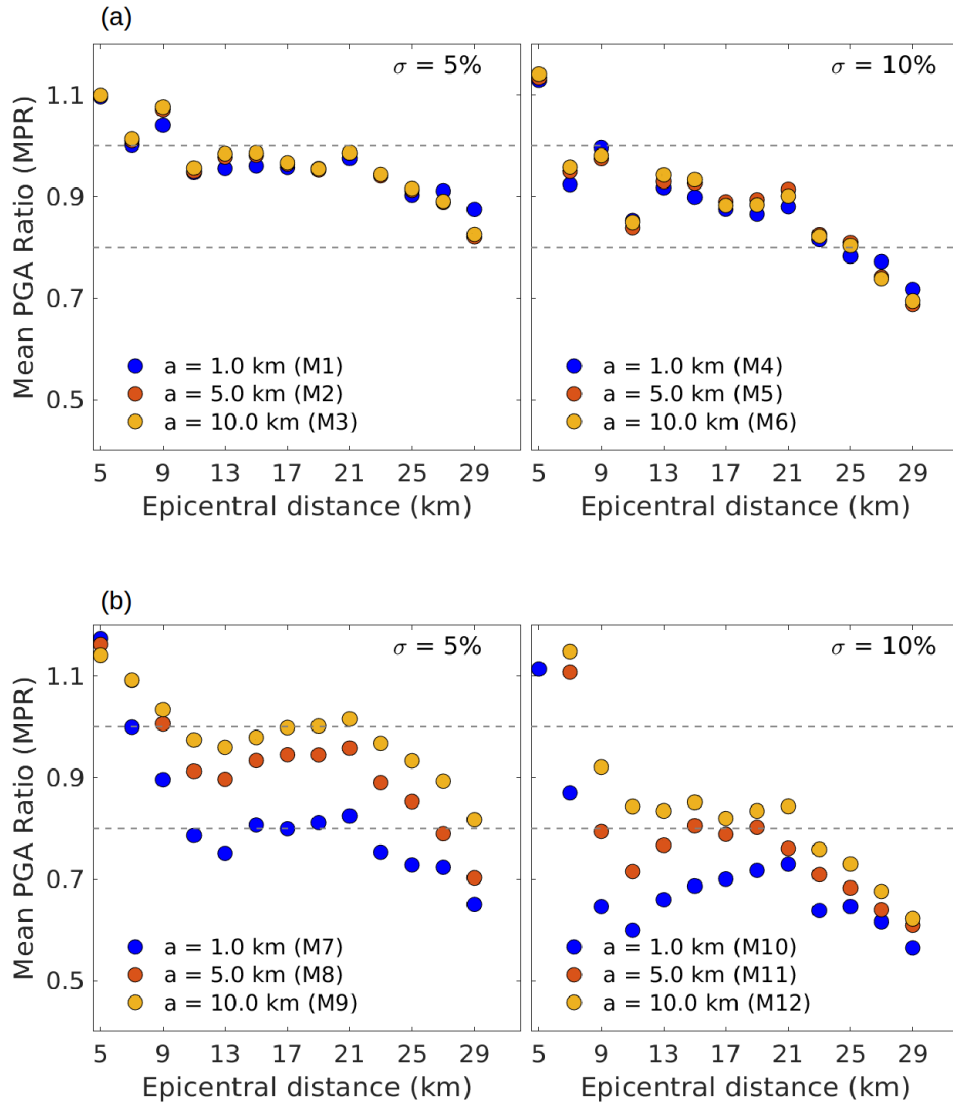 (a)
σ = 5%
σ = 10%
Mean PGA Ratio (MPR)
1.1
0.9
0.7
0.5
a = 1.0 km (M1)
a = 5.0 km (M2)
a = 10.0 km (M3)
a = 1.0 km (M4)
a = 5.0 km (M5)
a = 10.0 km (M6)
5 9 13 17 21 25 29
5 9 13 17 21 25 29
Epicentral distance (km)
Epicentral distance (km)
(b)
σ = 5%
σ = 10%
Mean PGA Ratio (MPR)
1.1
0.9
0.7
0.5
a = 1.0 km (M7)
a = 5.0 km (M8)
a = 10.0 km (M9)
a = 1.0 km (M10)
a = 5.0 km (M11)
a = 10.0 km (M12)
5 9 13 17 21 25 29
5 9 13 17 21 25 29
Epicentral distance (km)
Epicentral distance (km)